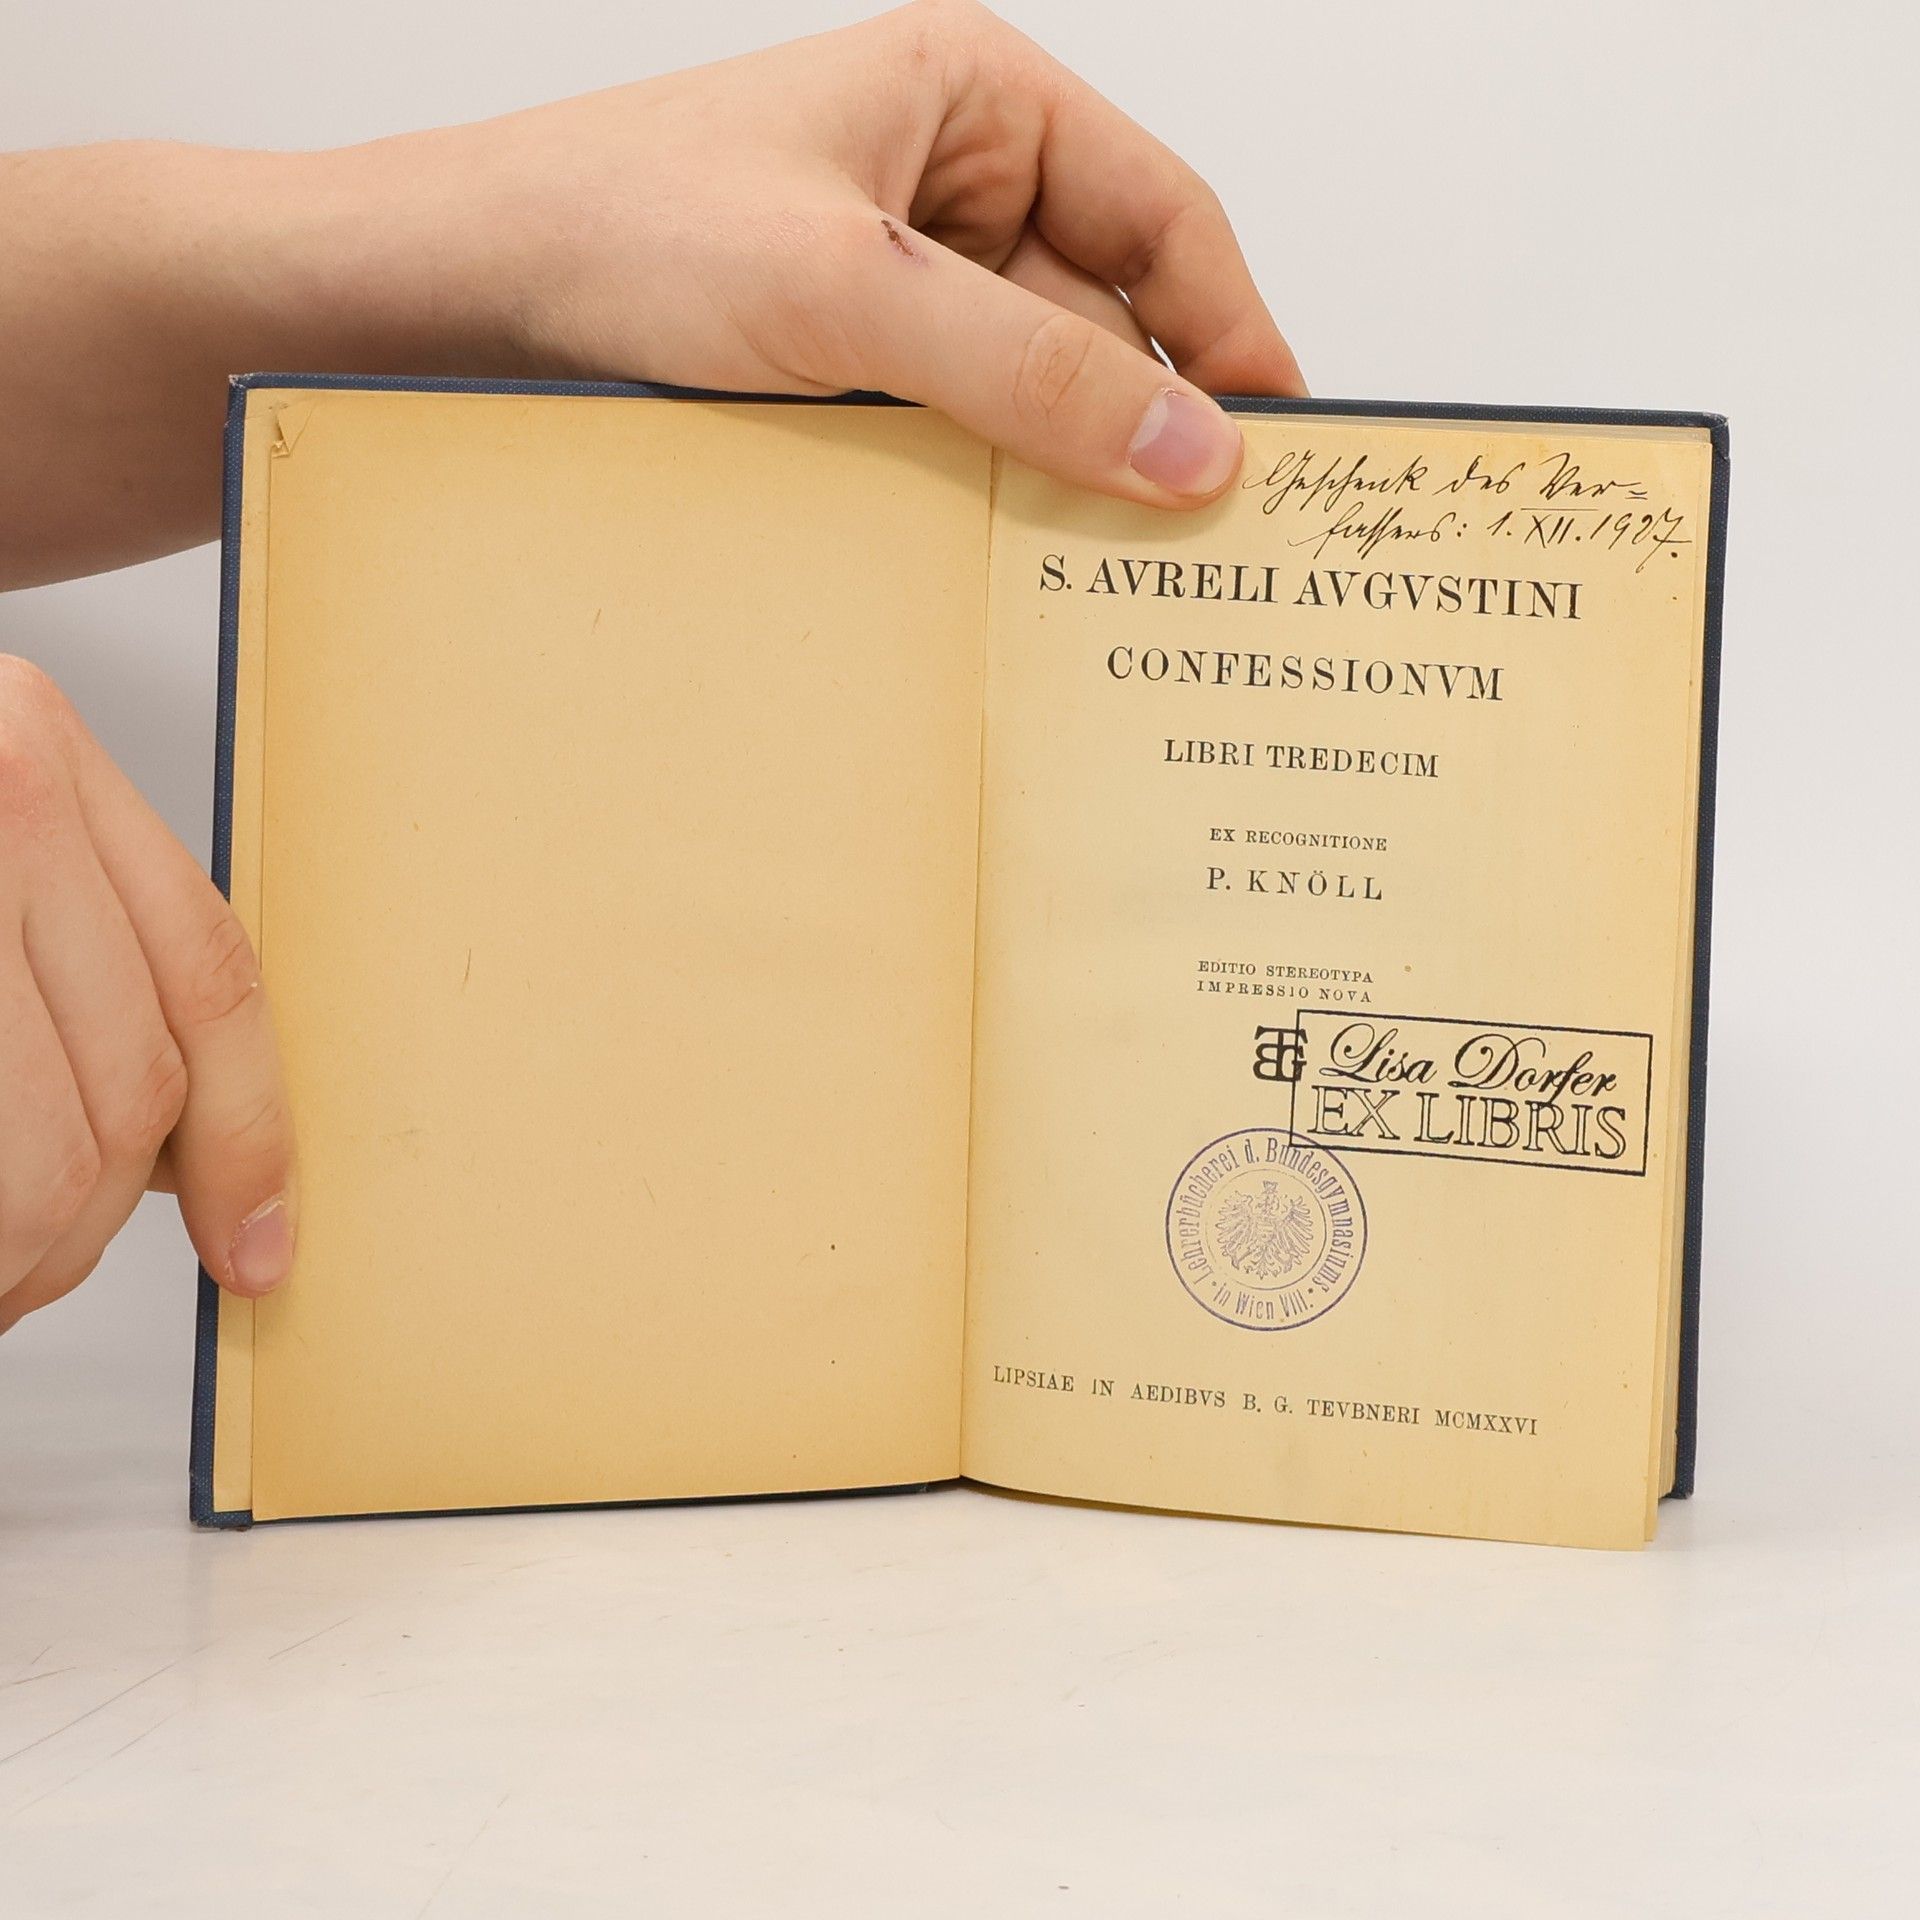 Geschenk des Ver=
fassers: 1. XII. 1927.
S. AVRELI AVGVSTINI
CONFESSIONVM
LIBRI TREDECIM
EX RECOGNITIONE
P. KNÖLL
EDITIO STEREOTYPA
IMPRESSIO NOVA
BTG
Lisa Dorfer
EX LIBRIS
Lehrerbücherei d. Bundesgymnasiums
· in Wien VIII. ·
LIPSIAE IN AEDIBVS B. G. TEVBNERI MCMXXVI